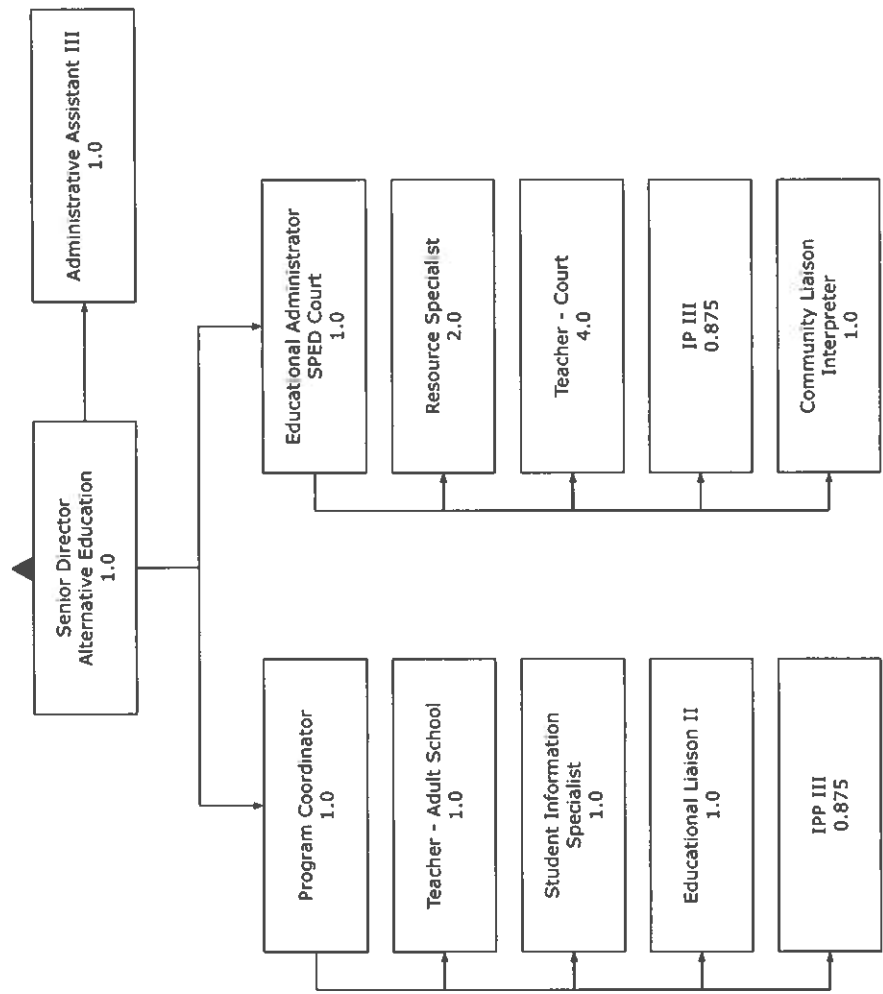 Senior Director
Alternative Education
1.0
Administrative Assistant III
1.0
Program Coordinator
1.0
Teacher - Adult School
1.0
Student Information
Specialist
1.0
Educational Liaison II
1.0
IPP III
0.875
Educational Administrator
SPED Court
1.0
Resource Specialist
2.0
Teacher - Court
4.0
IP III
0.875
Community Liaison
Interpreter
1.0